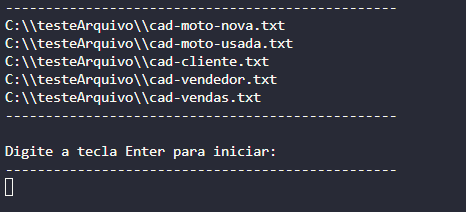 -------------------------------------------------
C:\\testeArquivo\\cad-moto-nova.txt
C:\\testeArquivo\\cad-moto-usada.txt
C:\\testeArquivo\\cad-cliente.txt
C:\\testeArquivo\\cad-vendedor.txt
C:\\testeArquivo\\cad-vendas.txt
-------------------------------------------------
Digite a tecla Enter para iniciar:
-------------------------------------------------